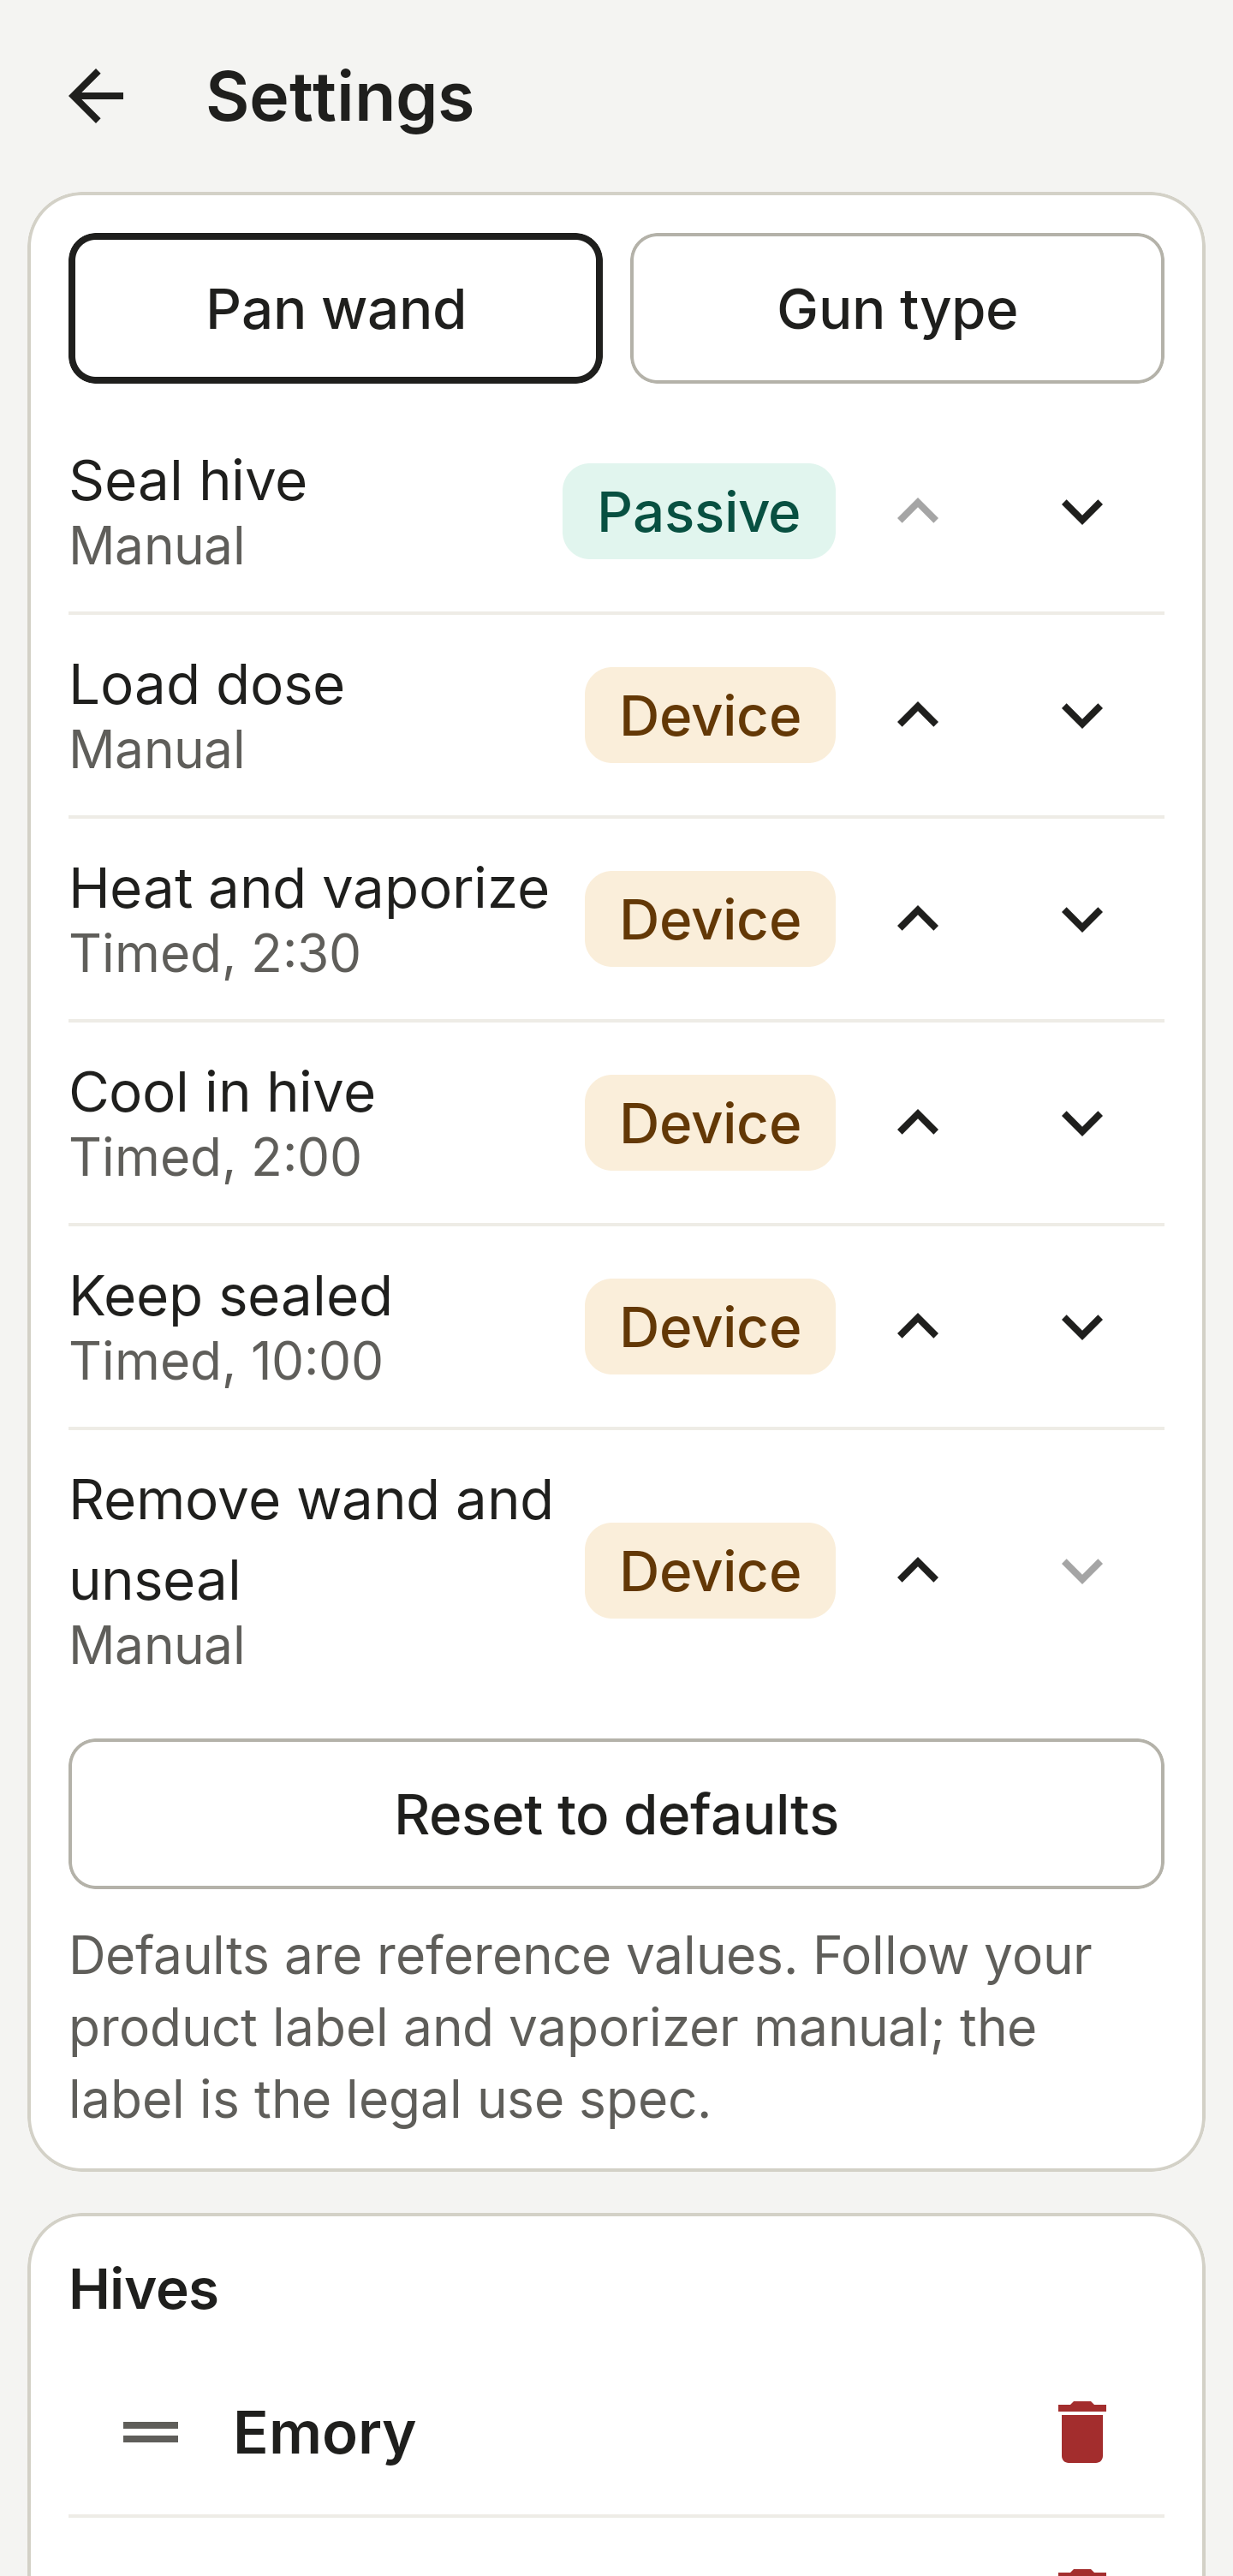 Settings
Pan wand
Gun type
Seal hive
Manual
Passive
Load dose
Manual
Device
Heat and vaporize
Timed, 2:30
Device
Cool in hive
Timed, 2:00
Device
Keep sealed
Timed, 10:00
Device
Remove wand and
unseal
Manual
Device
Reset to defaults
Defaults are reference values. Follow your
product label and vaporizer manual; the
label is the legal use spec.
Hives
Emory